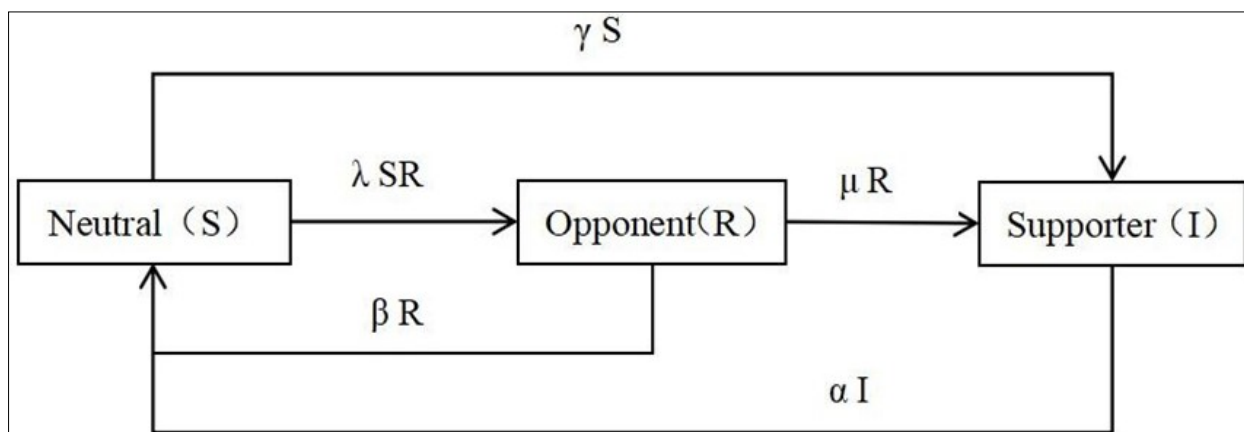 γ S
λ SR
μ R
Neutral（S）
Opponent(R）
Supporter（I）
β R
α I